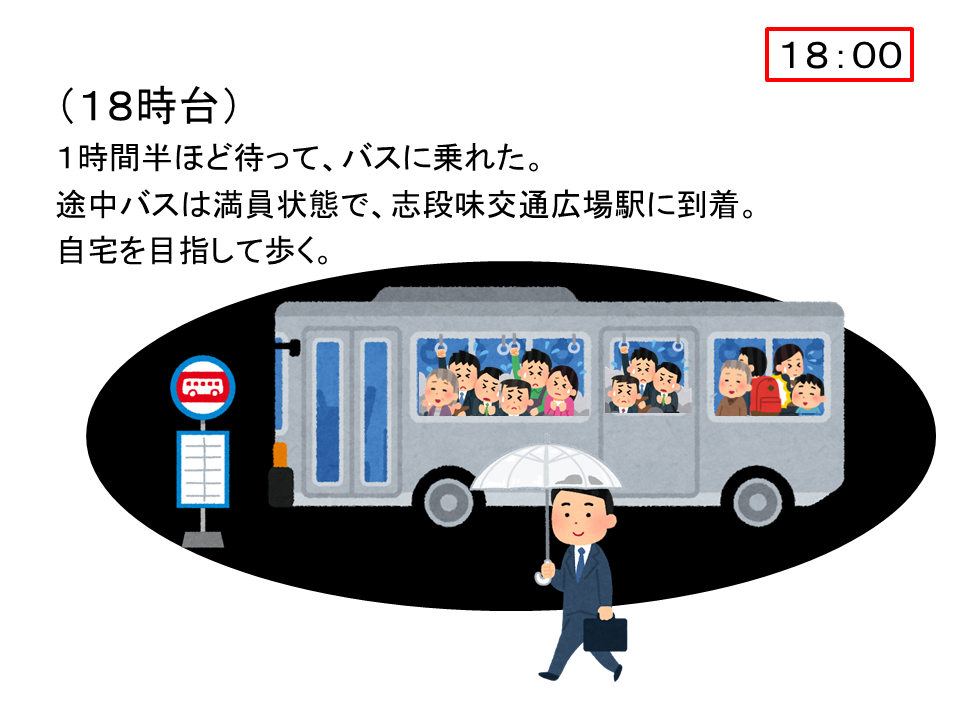 １８：００
（１８時台）
１時間半ほど待って、バスに乗れた。
途中バスは満員状態で、志段味交通広場駅に到着。
自宅を目指して歩く。